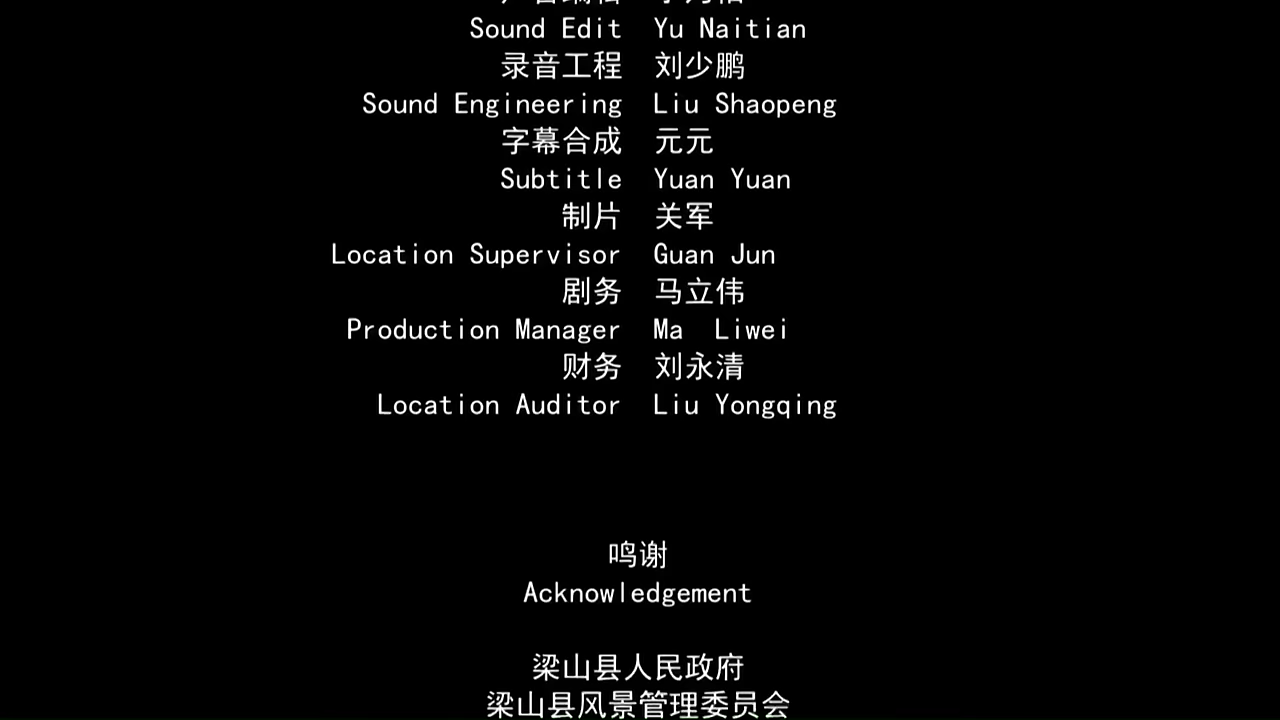 Sound Edit Yu Naitian
录音工程 刘少鹏
Sound Engineering Liu Shaopeng
字幕合成 元元
Subtitle Yuan Yuan
制片 关军
Location Supervisor Guan Jun
剧务 马立伟
Production Manager Ma Liwei
财务 刘永清
Location Auditor Liu Yongqing
鸣谢
Acknowledgement
梁山县人民政府
梁山县风景管理委员会